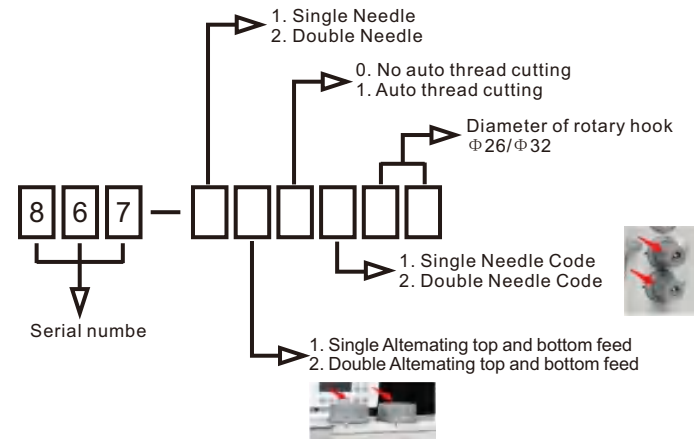 1. Single Needle
2. Double Needle
0. No auto thread cutting
1. Auto thread cutting
Diameter of rotary hook
Φ26/Φ32
8 6 7 —
1. Single Needle Code
2. Double Needle Code
Serial numbe
1. Single Altemating top and bottom feed
2. Double Altemating top and bottom feed